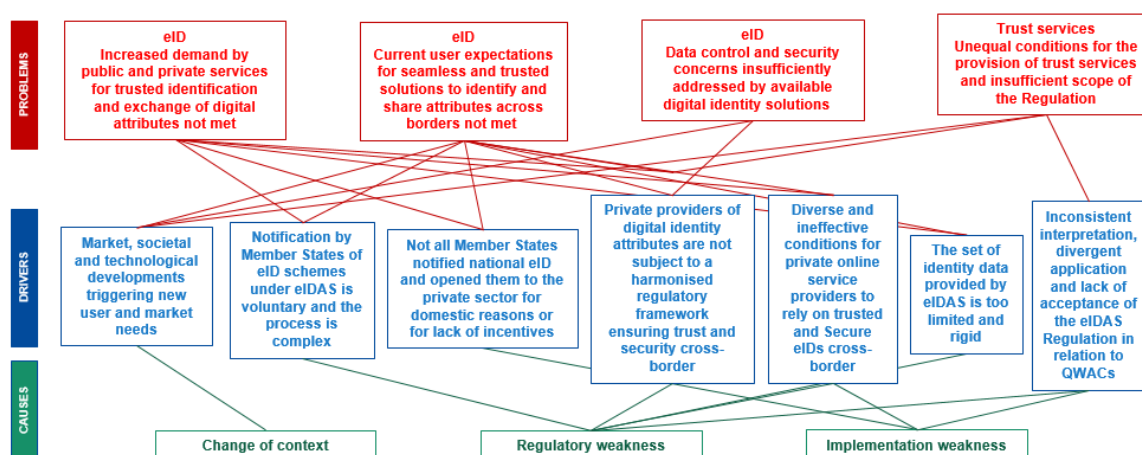 PROBLEMS
eID
Increased demand by
public and private services
for trusted identification
and exchange of digital
attributes not met
eID
Current user expectations
for seamless and trusted
solutions to identify and
share attributes across
borders not met
eID
Data control and security
concerns insufficiently
addressed by available
digital identity solutions
Trust services
Unequal conditions for the
provision of trust services
and insufficient scope of
the Regulation
DRIVERS
Market, societal
and technological
developments
triggering new
user and market
needs
Notification by
Member States of
eID schemes
under eIDAS is
voluntary and the
process is
complex
Not all Member States
notified national eID
and opened them to the
private sector for
domestic reasons or
for lack of incentives
Private providers of
digital identity
attributes are not
subject to a
harmonised
regulatory
framework
ensuring trust and
security cross-
border
Diverse and
ineffective
conditions for
private online
service
providers to
rely on trusted
and Secure
eIDs cross-
border
The set of
identity data
provided by
eIDAS is too
limited and
rigid
Inconsistent
interpretation,
divergent
application
and lack of
acceptance of
the eIDAS
Regulation in
relation to
QWACs
CAUSES
Change of context
Regulatory weakness
Implementation weakness